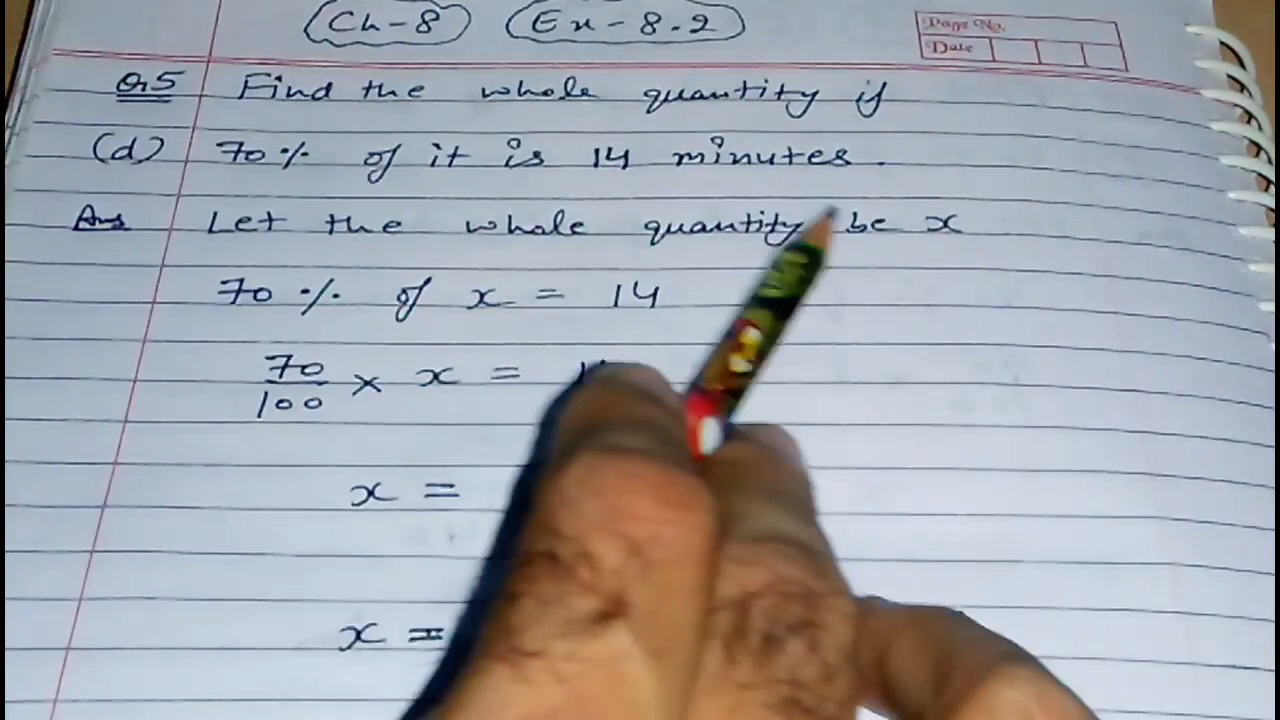 Ch-8 Ex-8.2
Page No.
Date
Q.5 Find the whole quantity if
(d) 70% of it is 14 minutes.
Ans Let the whole quantity be x
70% of x = 14
70/100 × x =
x =
x =